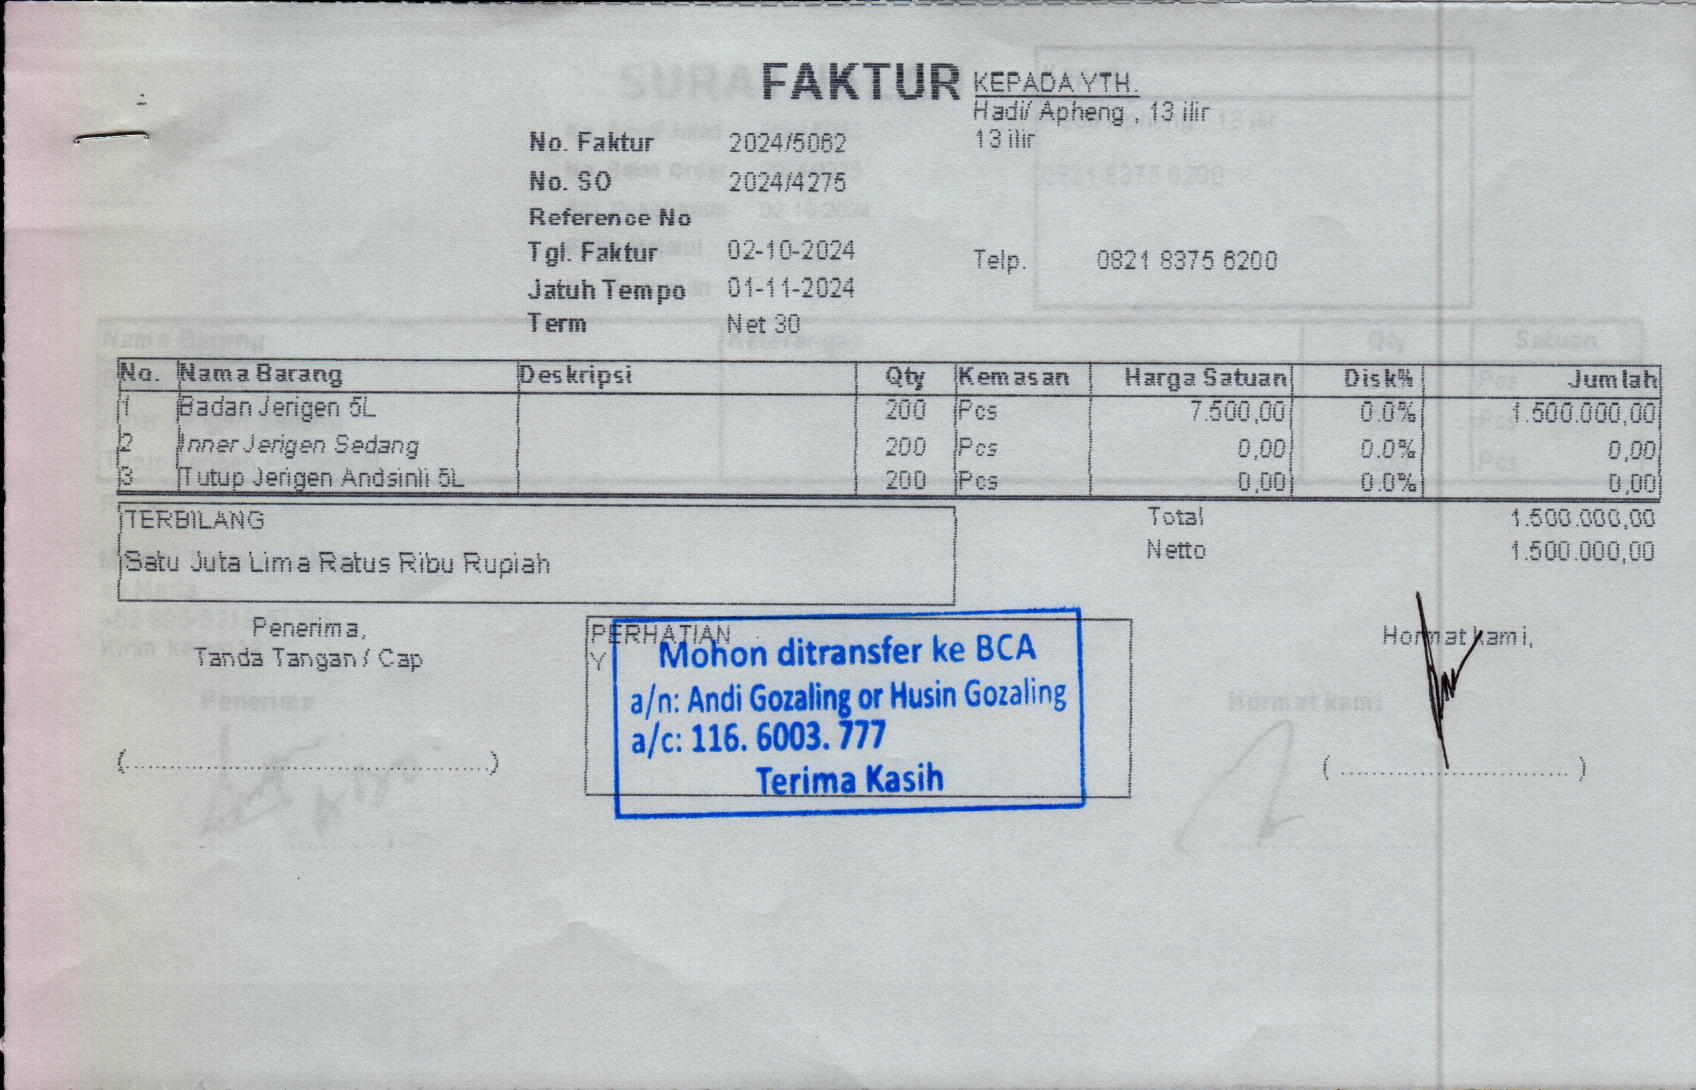 FAKTUR
KEPADA YTH.
Hadi/ Apheng , 13 ilir
13 ilir
No. Faktur 2024/5062
No. SO 2024/4275
Reference No
Tgl. Faktur 02-10-2024
Telp. 0821 8375 6200
Jatuh Tempo 01-11-2024
Term Net 30
No. Nama Barang Deskripsi Qty Kemasan Harga Satuan Disk% Jumlah
1 Badan Jerigen 5L 200 Pcs 7.500,00 0.0% 1.500.000,00
2 Inner Jerigen Sedang 200 Pcs 0,00 0.0% 0,00
3 Tutup Jerigen Andsinli 5L 200 Pcs 0,00 0.0% 0,00
TERBILANG
Satu Juta Lima Ratus Ribu Rupiah
Total 1.500.000,00
Netto 1.500.000,00
Penerima,
Tanda Tangan / Cap
(..................................................)
PERHATIAN
Y
Mohon ditransfer ke BCA
a/n: Andi Gozaling or Husin Gozaling
a/c: 116. 6003. 777
Terima Kasih
Hormat kami,
( ................................ )